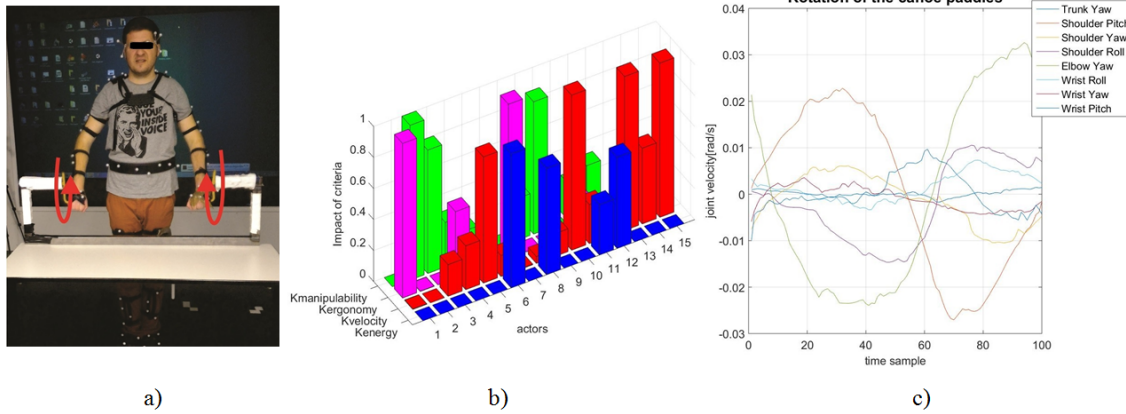 MAKE
YOUR
INSIDE
VOICE
a)
Impact of criteria
1
0.8
0.6
0.4
0.2
0
Kmanipulability
Kergonomy
Kvelocity
Kenergy
1
2
3
4
5
6
7
8
9
10
11
12
13
14
15
actors
b)
Rotation of the canoe paddles
Trunk Yaw
Shoulder Pitch
Shoulder Yaw
Shoulder Roll
Elbow Yaw
Wrist Roll
Wrist Yaw
Wrist Pitch
joint velocity[rad/s]
0.04
0.03
0.02
0.01
0
-0.01
-0.02
-0.03
0
20
40
60
80
100
time sample
c)